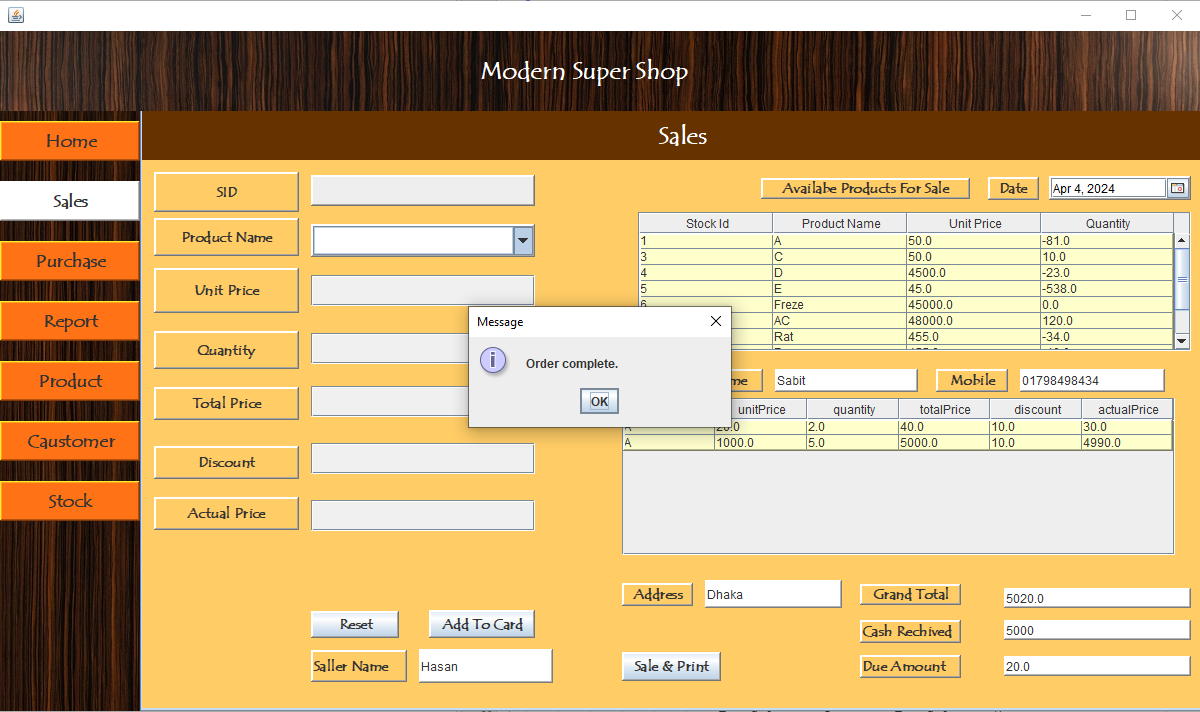 Modern Super Shop
Home
Sales
Purchase
Report
Product
Caustomer
Stock
Sales
SID
Product Name
Unit Price
Quantity
Total Price
Discount
Actual Price
Reset
Add To Card
Saller Name
Hasan
Availabe Products For Sale
Date
Apr 4, 2024
Stock Id Product Name Unit Price Quantity
1 A 50.0 -81.0
3 C 50.0 10.0
4 D 4500.0 -23.0
5 E 45.0 -538.0
6 Freze 45000.0 0.0
AC 48000.0 120.0
Rat 455.0 -34.0
Message
Order complete.
OK
me
Sabit
Mobile
01798498434
unitPrice quantity totalPrice discount actualPrice
A 20.0 2.0 40.0 10.0 30.0
A 1000.0 5.0 5000.0 10.0 4990.0
Address
Dhaka
Grand Total
5020.0
Cash Rechived
5000
Sale & Print
Due Amount
20.0